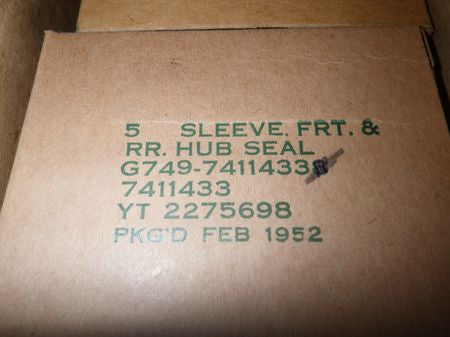 5 SLEEVE, FRT. &
RR. HUB SEAL
G749-7411433
7411433
YT 2275698
PKG'D FEB 1952